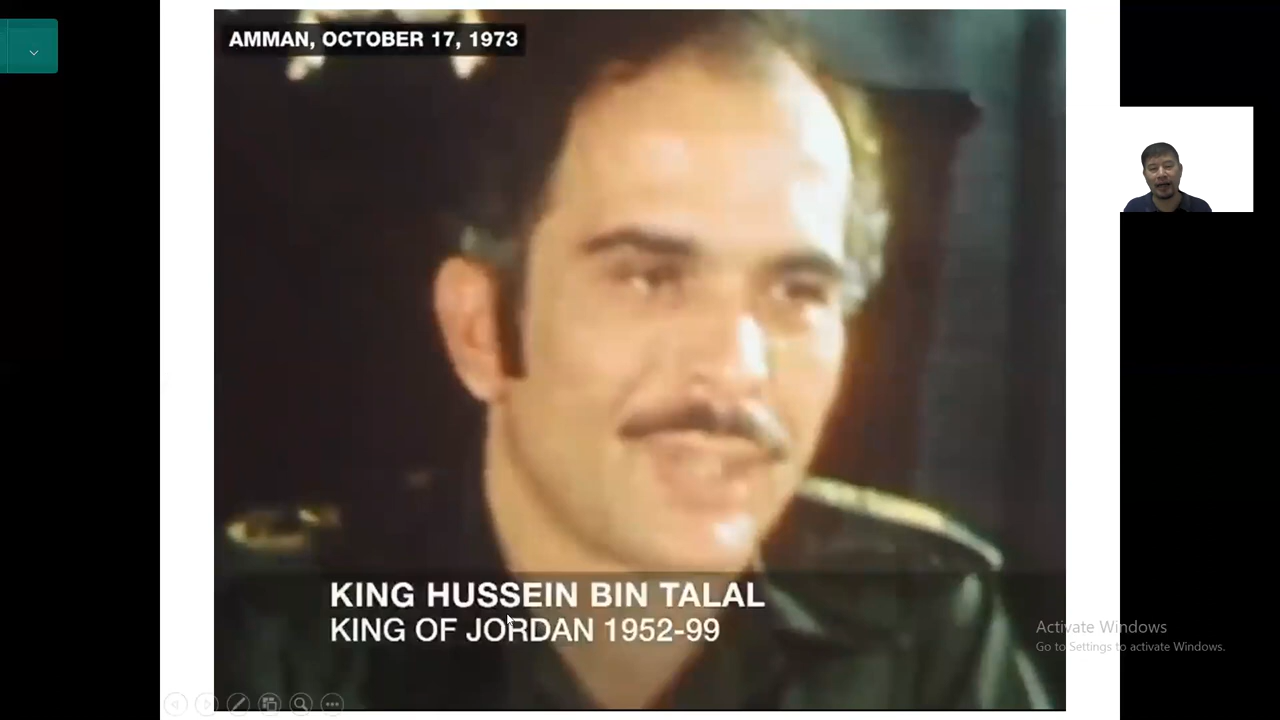 AMMAN, OCTOBER 17, 1973
KING HUSSEIN BIN TALAL
KING OF JORDAN 1952-99
Activate Windows
Go to Settings to activate Windows.